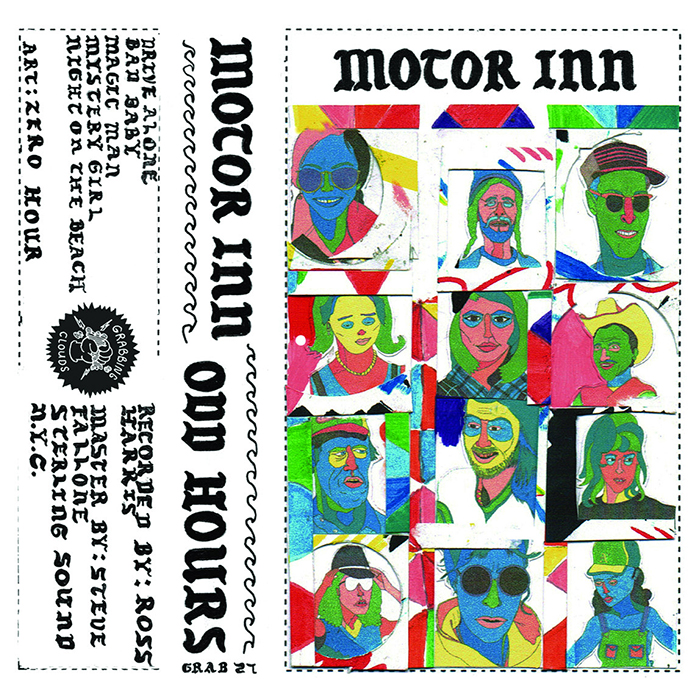 MOTOR INN
MOTOR INN ODD HOURS
GRAB 27
DRIVE ALONE
BAD BABY
MAGIC MAN
MYSTERY GIRL
NIGHT ON THE BEACH
ART: ZERO HOUR
GRABBING
CLOUDS
RECORDED BY: ROSS
HARRIS
MASTER BY: STEVE
FALLONE
STERLING SOUND
N.Y.C.